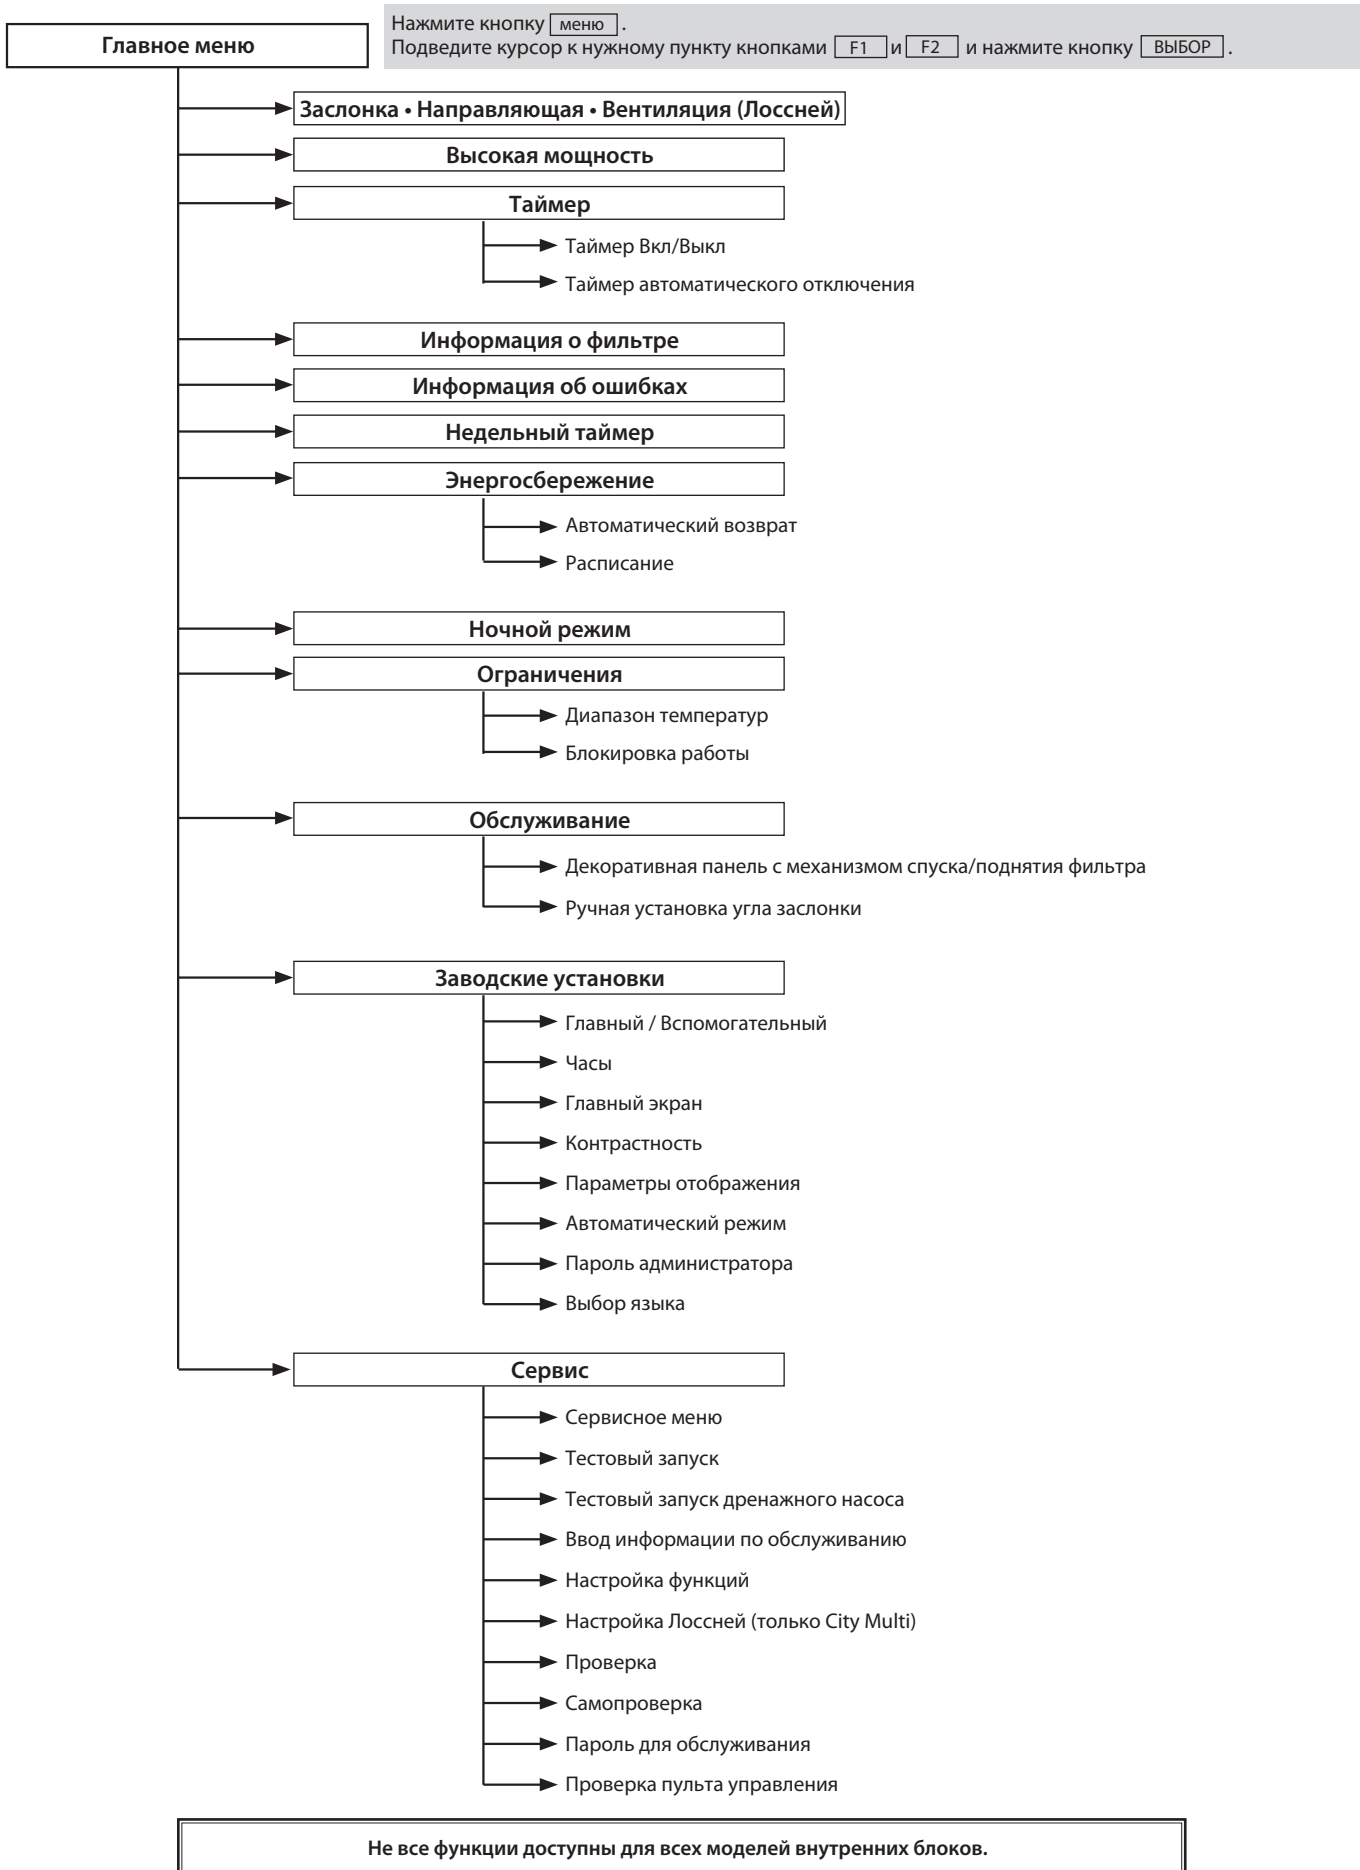 Главное меню
Нажмите кнопку меню .
Подведите курсор к нужному пункту кнопками F1 и F2 и нажмите кнопку ВЫБОР .
Заслонка • Направляющая • Вентиляция (Лоссней)
Высокая мощность
Таймер
Таймер Вкл/Выкл
Таймер автоматического отключения
Информация о фильтре
Информация об ошибках
Недельный таймер
Энергосбережение
Автоматический возврат
Расписание
Ночной режим
Ограничения
Диапазон температур
Блокировка работы
Обслуживание
Декоративная панель с механизмом спуска/поднятия фильтра
Ручная установка угла заслонки
Заводские установки
Главный / Вспомогательный
Часы
Главный экран
Контрастность
Параметры отображения
Автоматический режим
Пароль администратора
Выбор языка
Сервис
Сервисное меню
Тестовый запуск
Тестовый запуск дренажного насоса
Ввод информации по обслуживанию
Настройка функций
Настройка Лоссней (только City Multi)
Проверка
Самопроверка
Пароль для обслуживания
Проверка пульта управления
Не все функции доступны для всех моделей внутренних блоков.